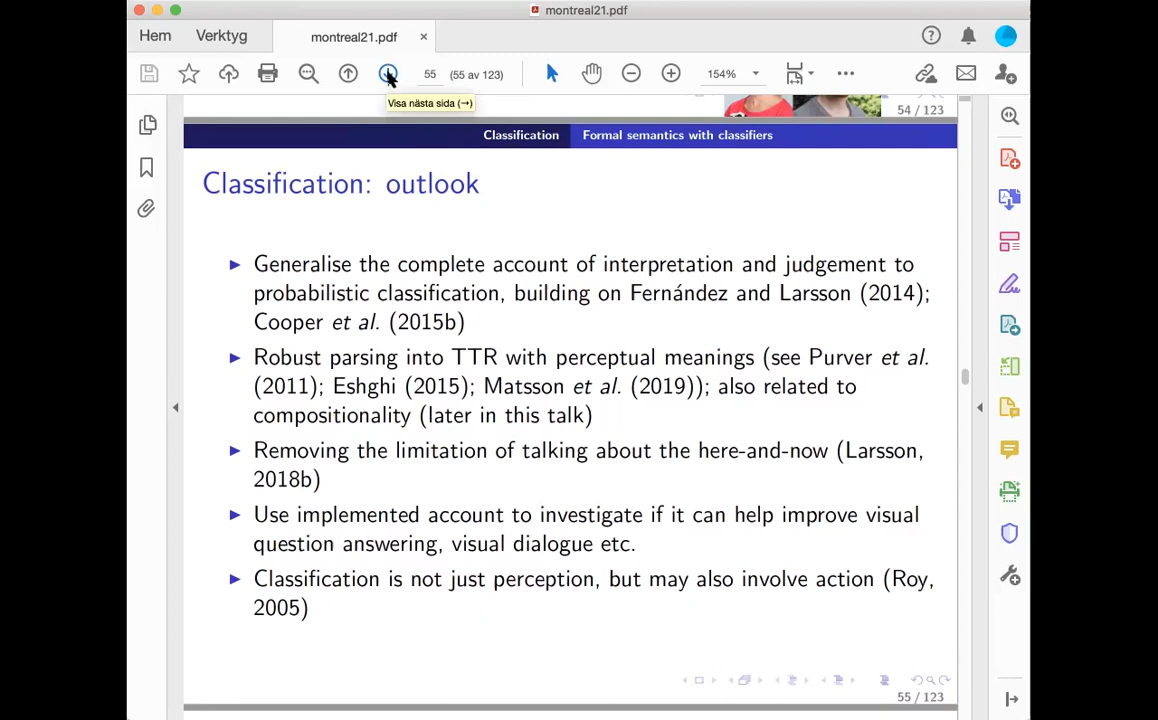 montreal21.pdf
Hem
Verktyg
montreal21.pdf
55
(55 av 123)
154%
Visa nästa sida (→)
54 / 123
Classification
Formal semantics with classifiers
Classification: outlook
Generalise the complete account of interpretation and judgement to
probabilistic classification, building on Fernández and Larsson (2014);
Cooper et al. (2015b)
Robust parsing into TTR with perceptual meanings (see Purver et al.
(2011); Eshghi (2015); Matsson et al. (2019)); also related to
compositionality (later in this talk)
Removing the limitation of talking about the here-and-now (Larsson,
2018b)
Use implemented account to investigate if it can help improve visual
question answering, visual dialogue etc.
Classification is not just perception, but may also involve action (Roy,
2005)
55 / 123